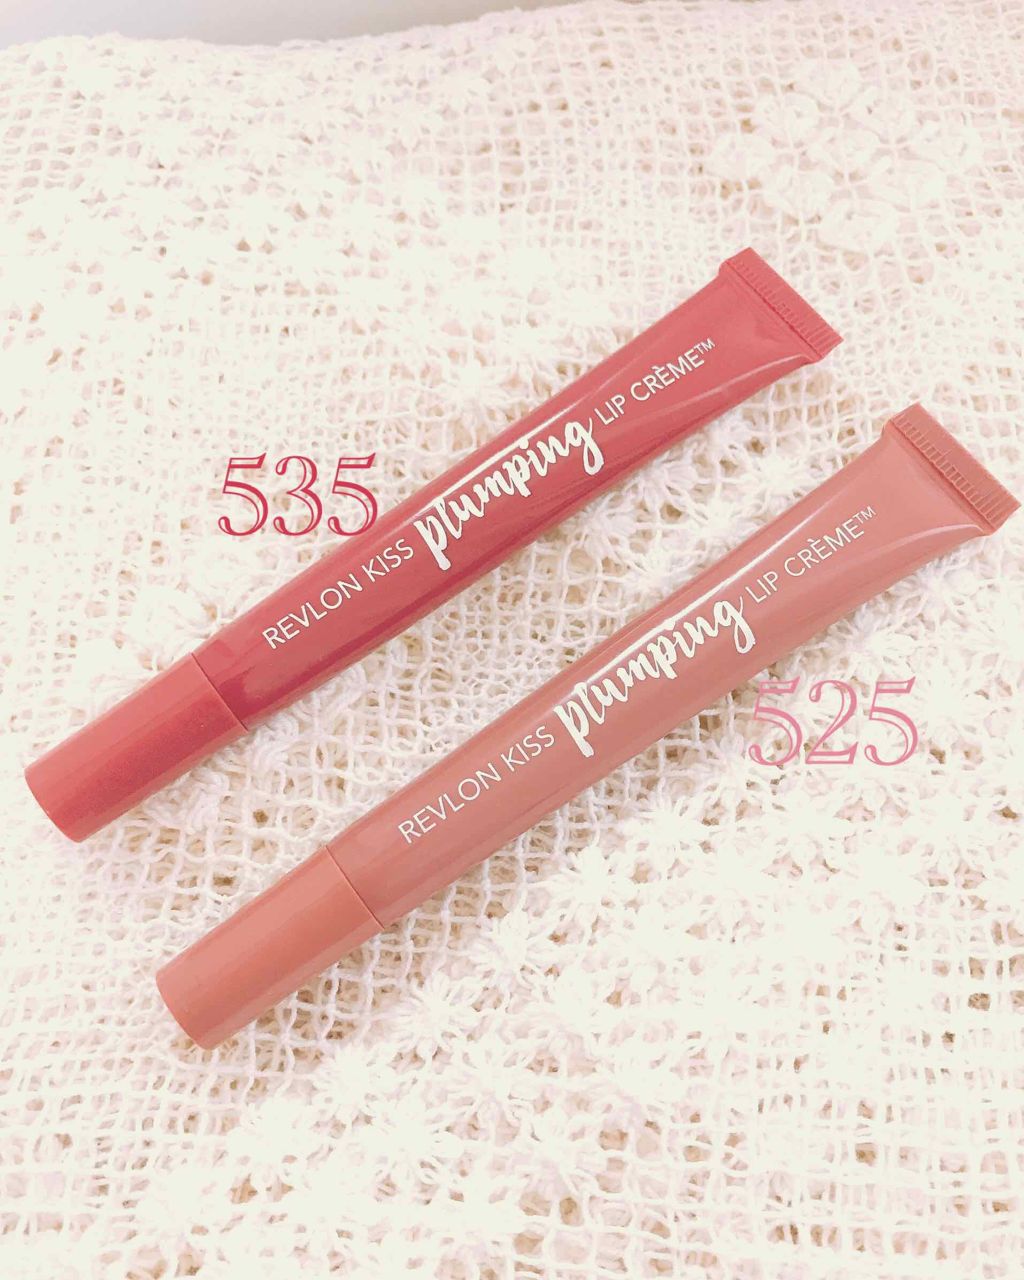 535
REVLON KISS plumping LIP CRÈME™
REVLON KISS plumping LIP CRÈME™
525